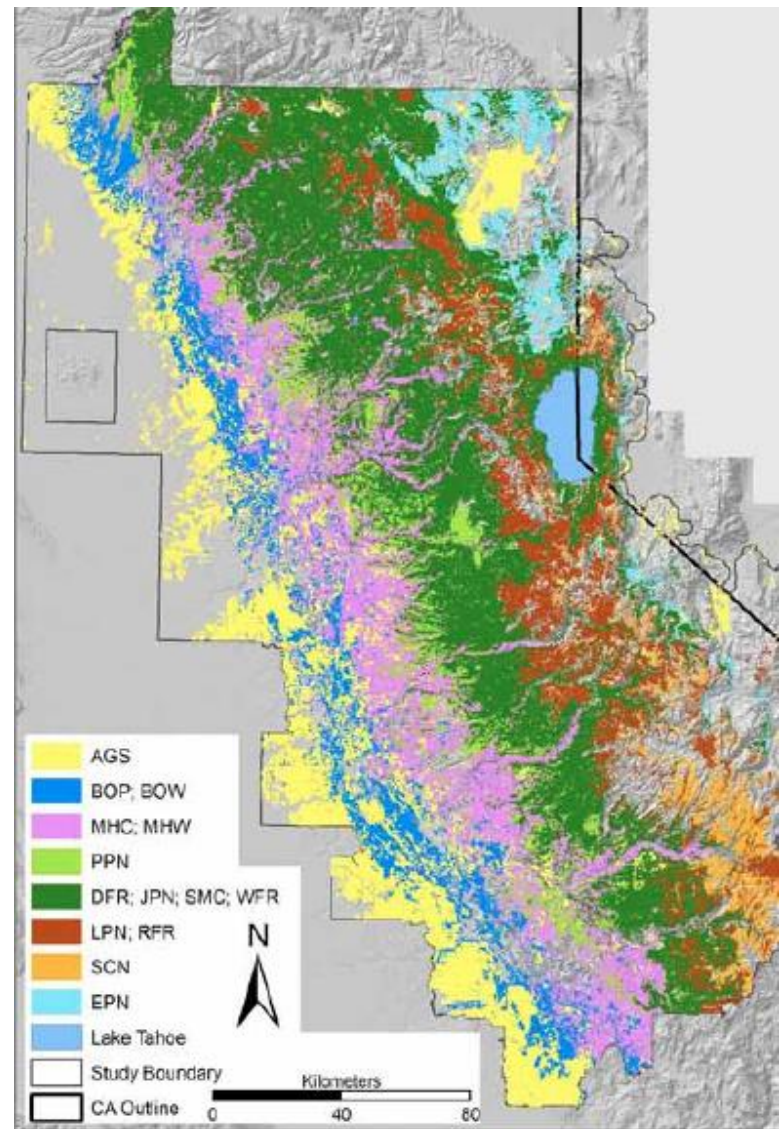 AGS
BOP; BOW
MHC; MHW
PPN
DFR; JPN; SMC; WFR
LPN; RFR
SCN
EPN
Lake Tahoe
Study Boundary
CA Outline
N
Kilometers
0 40 80